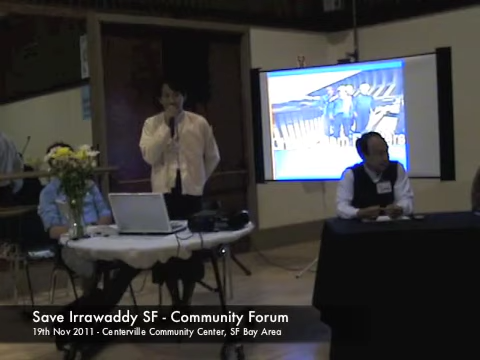 Save Irrawaddy SF - Community Forum
19th Nov 2011 - Centerville Community Center, SF Bay Area